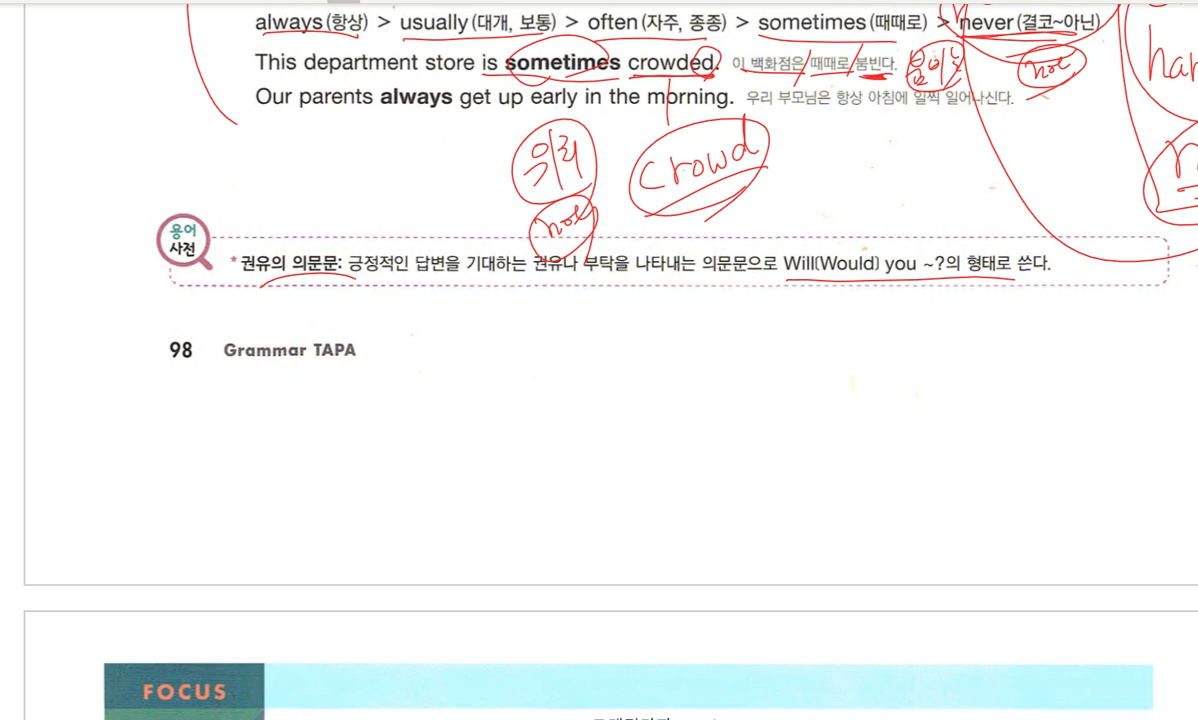 always (항상) > usually (대개, 보통) > often (자주, 종종) > sometimes (때때로) > never (결코~아닌)
This department store is sometimes crowded. 이 백화점은 때때로 붐빈다.
not
har
Our parents always get up early in the morning. 우리 부모님은 항상 아침에 일찍 일어나신다.
위치
crowd
not
용어
사전
* 권유의 의문문: 긍정적인 답변을 기대하는 권유나 부탁을 나타내는 의문문으로 Will(Would) you ~?의 형태로 쓴다.
98 Grammar TAPA
FOCUS